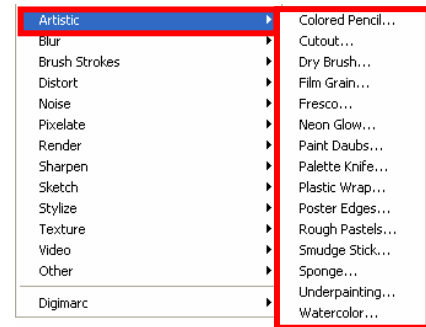 Artistic
Blur
Brush Strokes
Distort
Noise
Pixelate
Render
Sharpen
Sketch
Stylize
Texture
Video
Other
Digimarc
Colored Pencil...
Cutout...
Dry Brush...
Film Grain...
Fresco...
Neon Glow...
Paint Daubs...
Palette Knife...
Plastic Wrap...
Poster Edges...
Rough Pastels...
Smudge Stick...
Sponge...
Underpainting...
Watercolor...